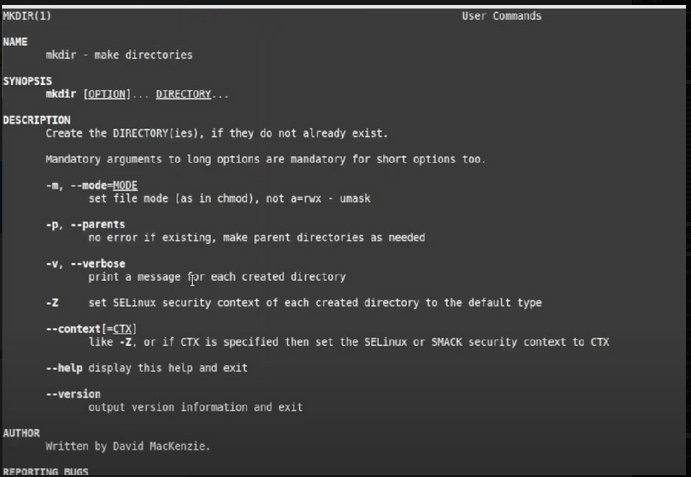 MKDIR(1) User Commands
NAME
mkdir - make directories
SYNOPSIS
mkdir [OPTION]... DIRECTORY...
DESCRIPTION
Create the DIRECTORY(ies), if they do not already exist.
Mandatory arguments to long options are mandatory for short options too.
-m, --mode=MODE
set file mode (as in chmod), not a=rwx - umask
-p, --parents
no error if existing, make parent directories as needed
-v, --verbose
print a message for each created directory
-Z set SELinux security context of each created directory to the default type
--context[=CTX]
like -Z, or if CTX is specified then set the SELinux or SMACK security context to CTX
--help display this help and exit
--version
output version information and exit
AUTHOR
Written by David MacKenzie.
REPORTING BUGS